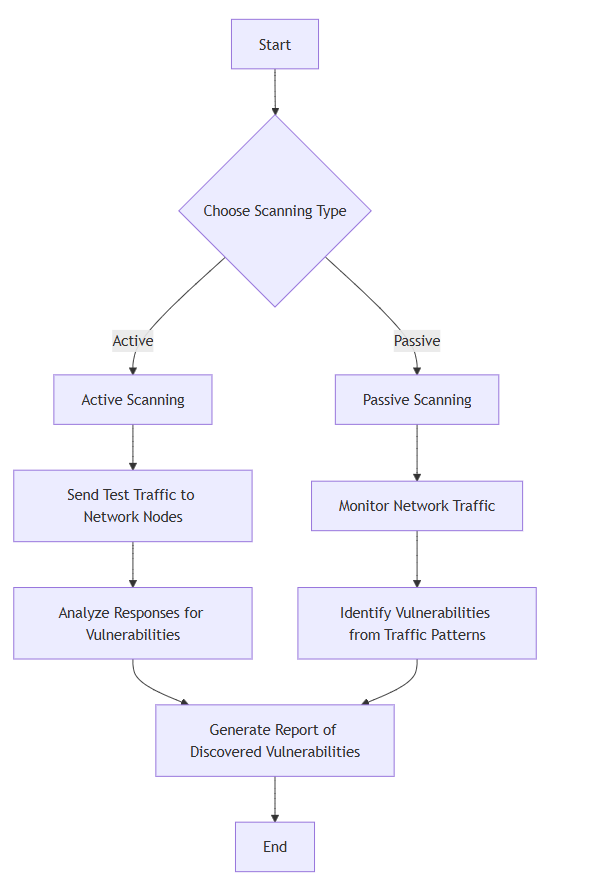 Start
Choose Scanning Type
Active
Passive
Active Scanning
Passive Scanning
Send Test Traffic to
Network Nodes
Monitor Network Traffic
Analyze Responses for
Vulnerabilities
Identify Vulnerabilities
from Traffic Patterns
Generate Report of
Discovered Vulnerabilities
End